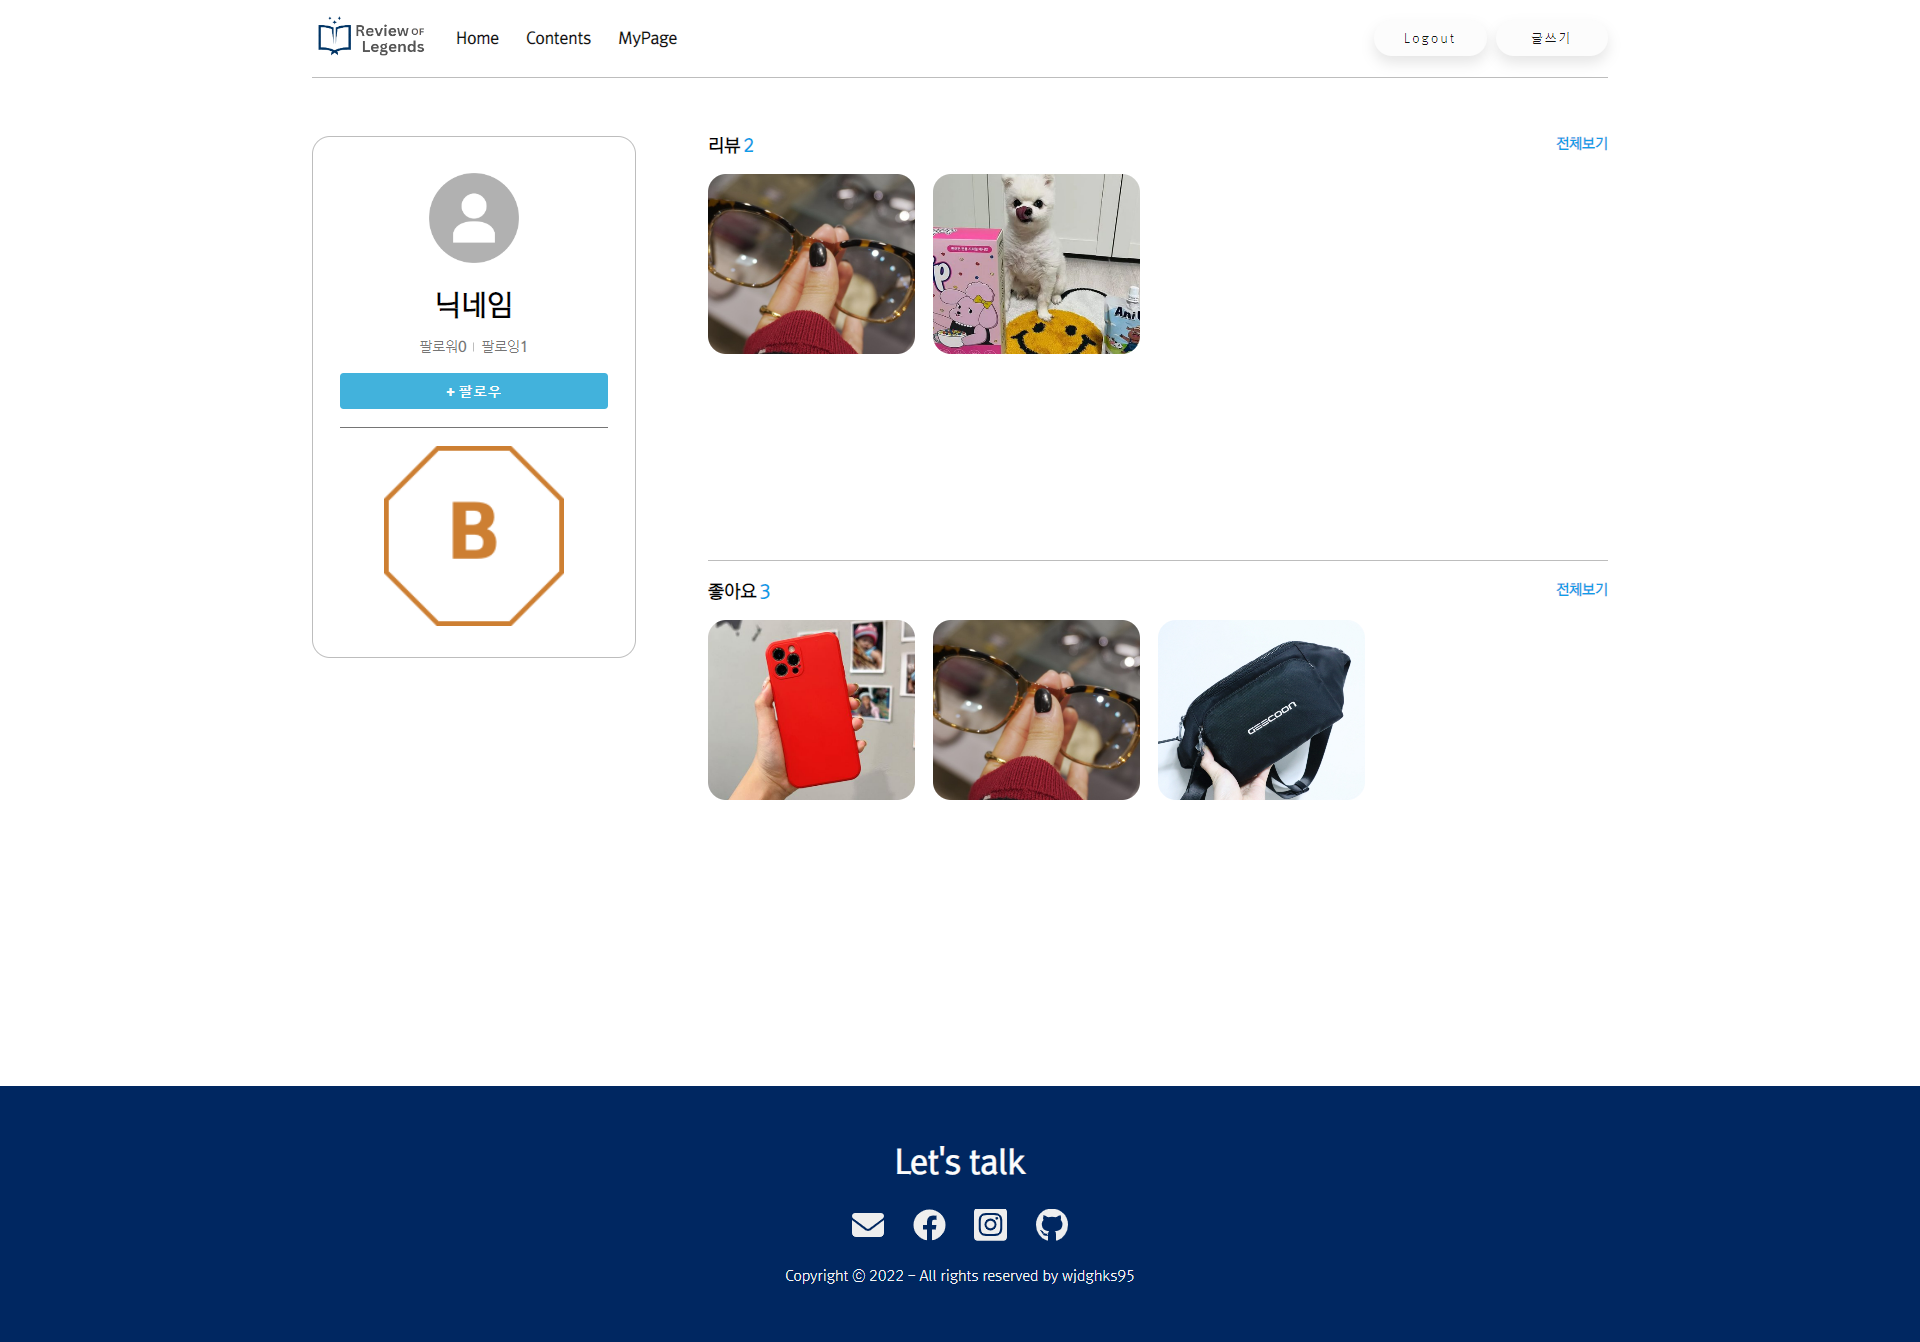 Review OF
Legends
Home
Contents
MyPage
Logout
글쓰기
닉네임
팔로워0
팔로잉1
+ 팔로우
B
리뷰 2
전체보기
좋아요 3
전체보기
GEECOON
Let's talk
Copyright © 2022 – All rights reserved by wjdghks95